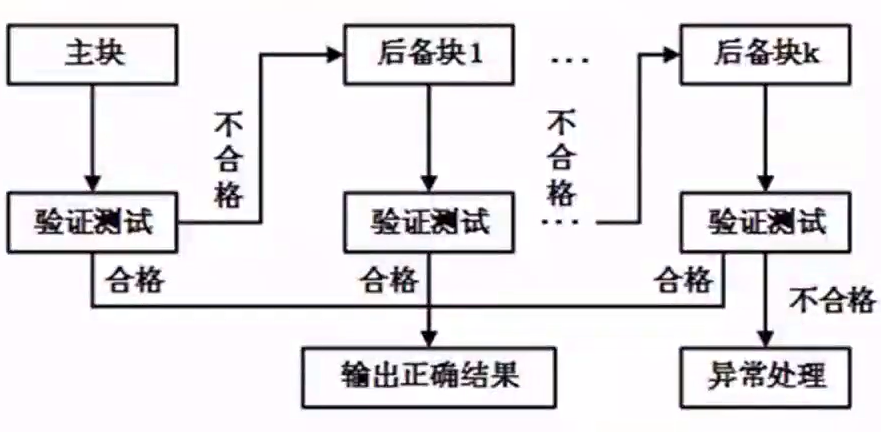 主块
后备块1
…
后备块k
不合格
不合格
验证测试
验证测试
…
验证测试
合格
合格
合格
不合格
输出正确结果
异常处理